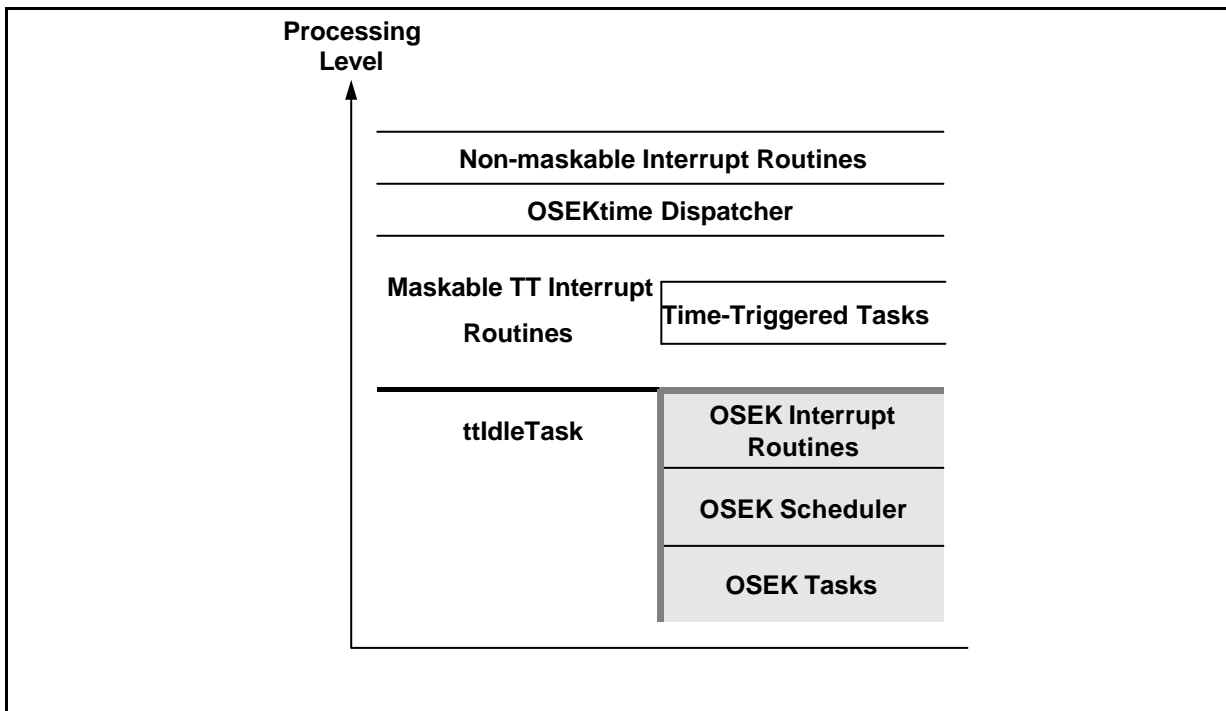 Processing
Level
Non-maskable Interrupt Routines
OSEKtime Dispatcher
Maskable TT Interrupt
Routines
Time-Triggered Tasks
ttIdleTask
OSEK Interrupt
Routines
OSEK Scheduler
OSEK Tasks